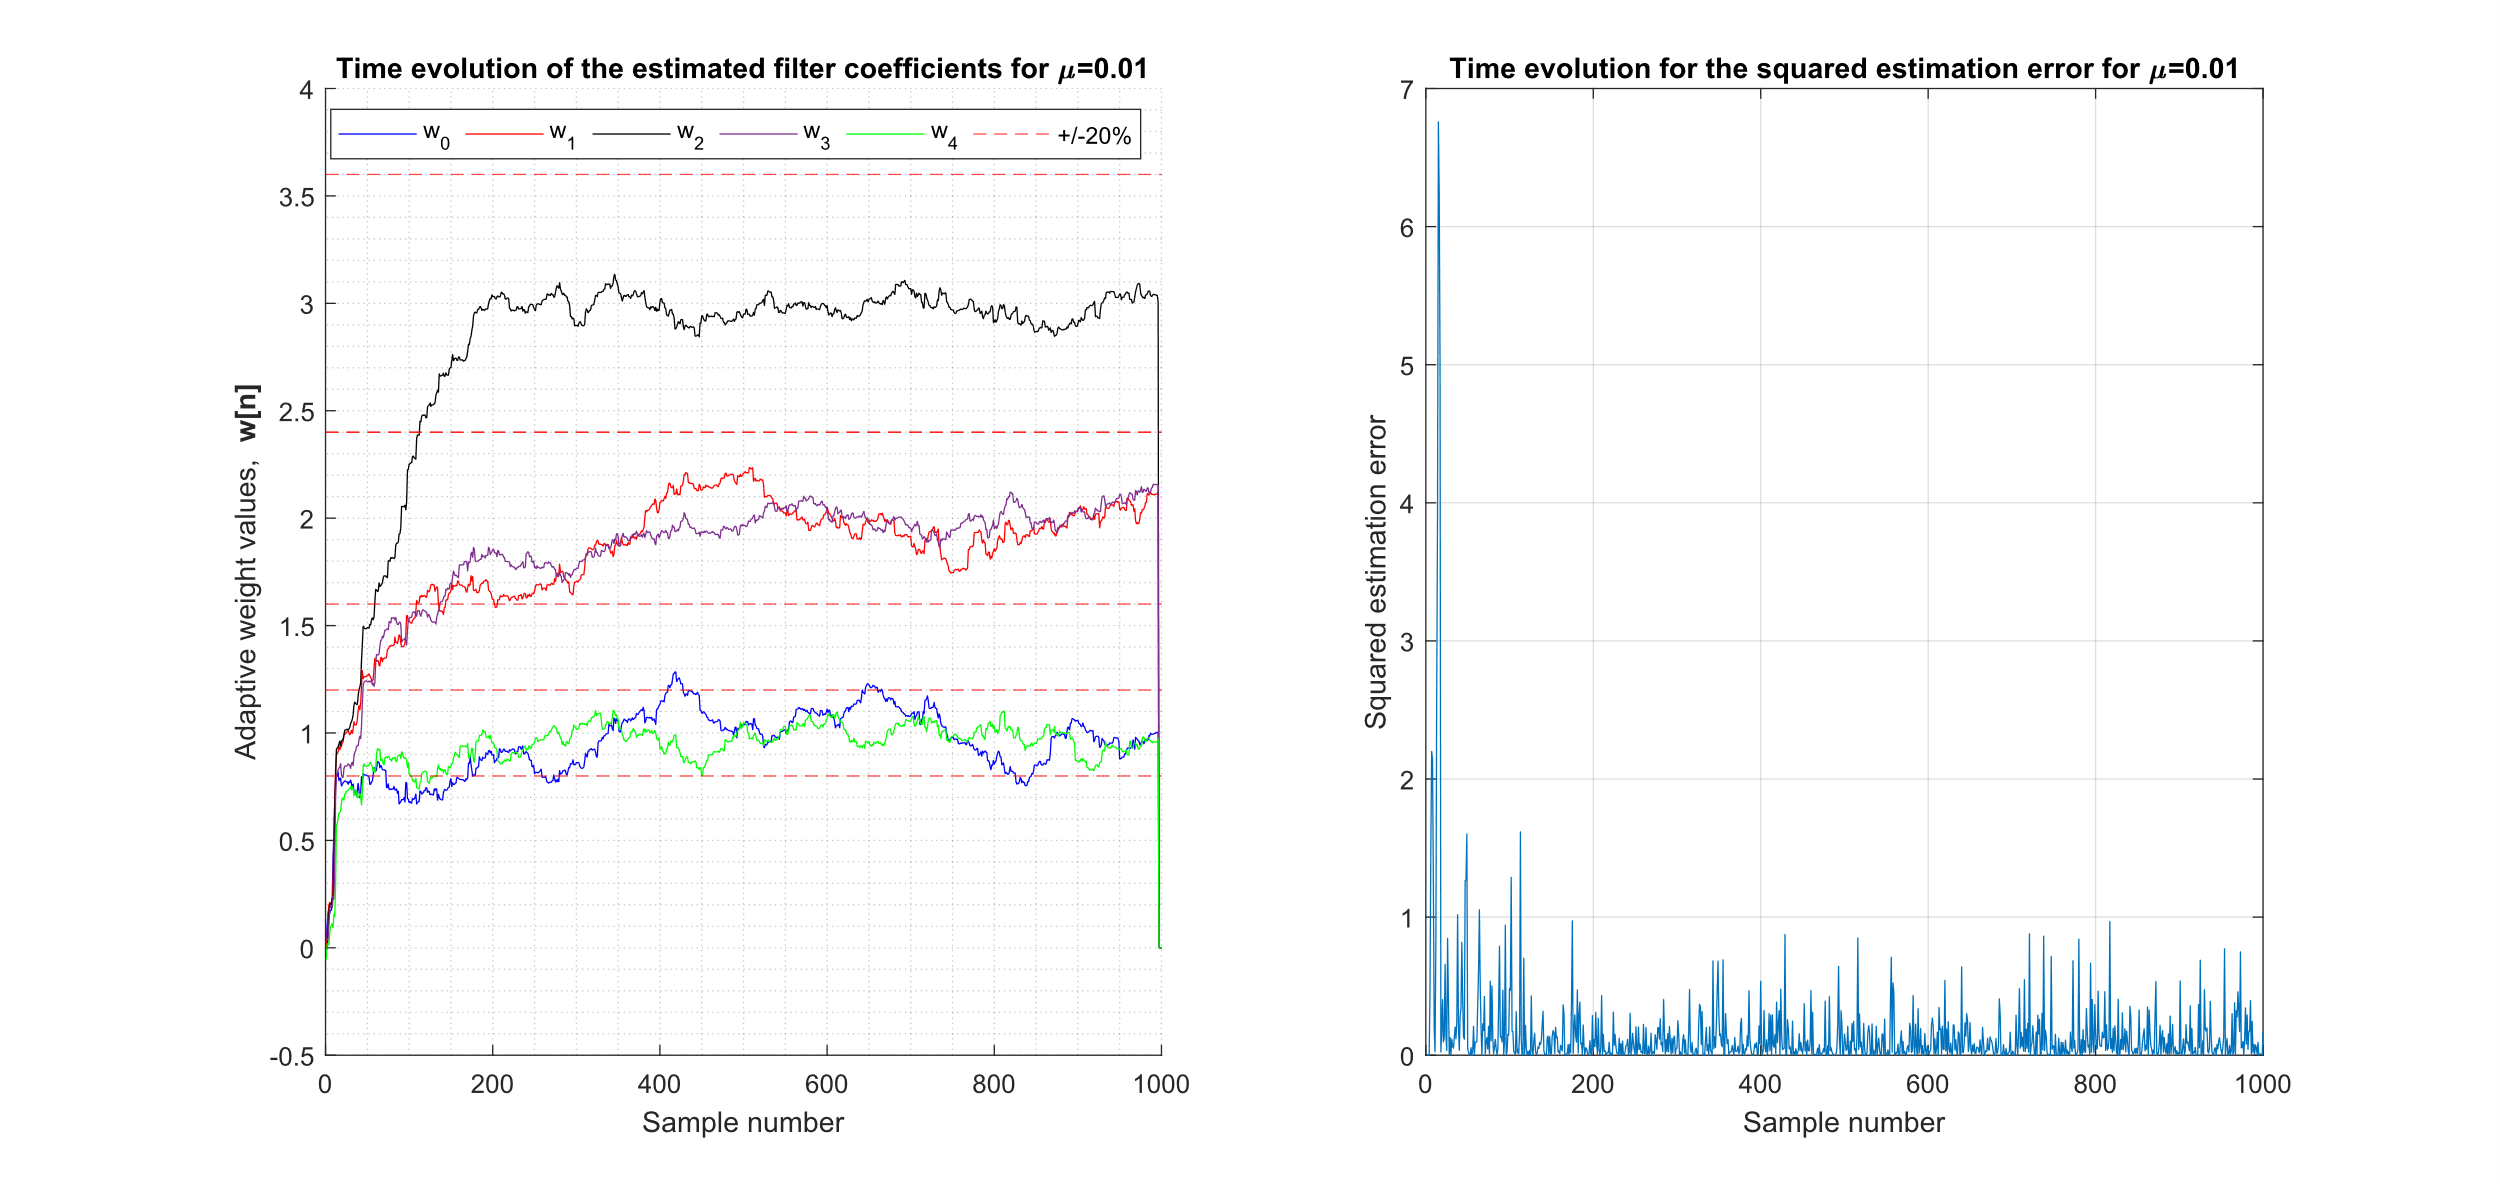 Time evolution of the estimated filter coefficients for μ=0.01
4
3.5
3
2.5
2
1.5
1
0.5
0
-0.5
w0 w1 w2 w3 w4 +/-20%
Adaptive weight values, w[n]
0 200 400 600 800 1000
Sample number
Time evolution for the squared estimation error for μ=0.01
7
6
5
4
3
2
1
0
Squared estimation error
0 200 400 600 800 1000
Sample number